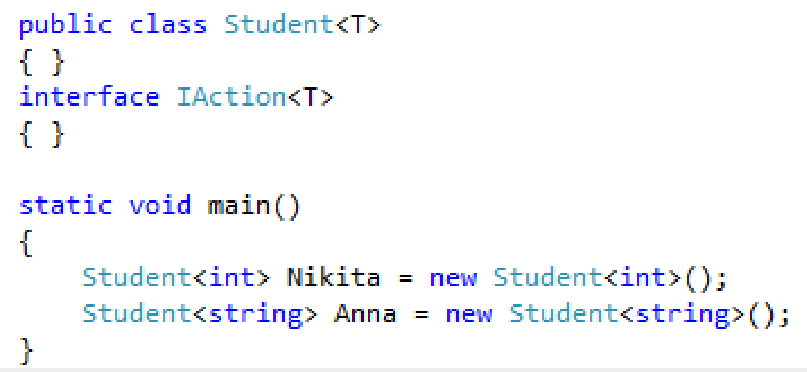 public class Student<T>
{ }
interface IAction<T>
{ }
static void main()
{
    Student<int> Nikita = new Student<int>();
    Student<string> Anna = new Student<string>();
}